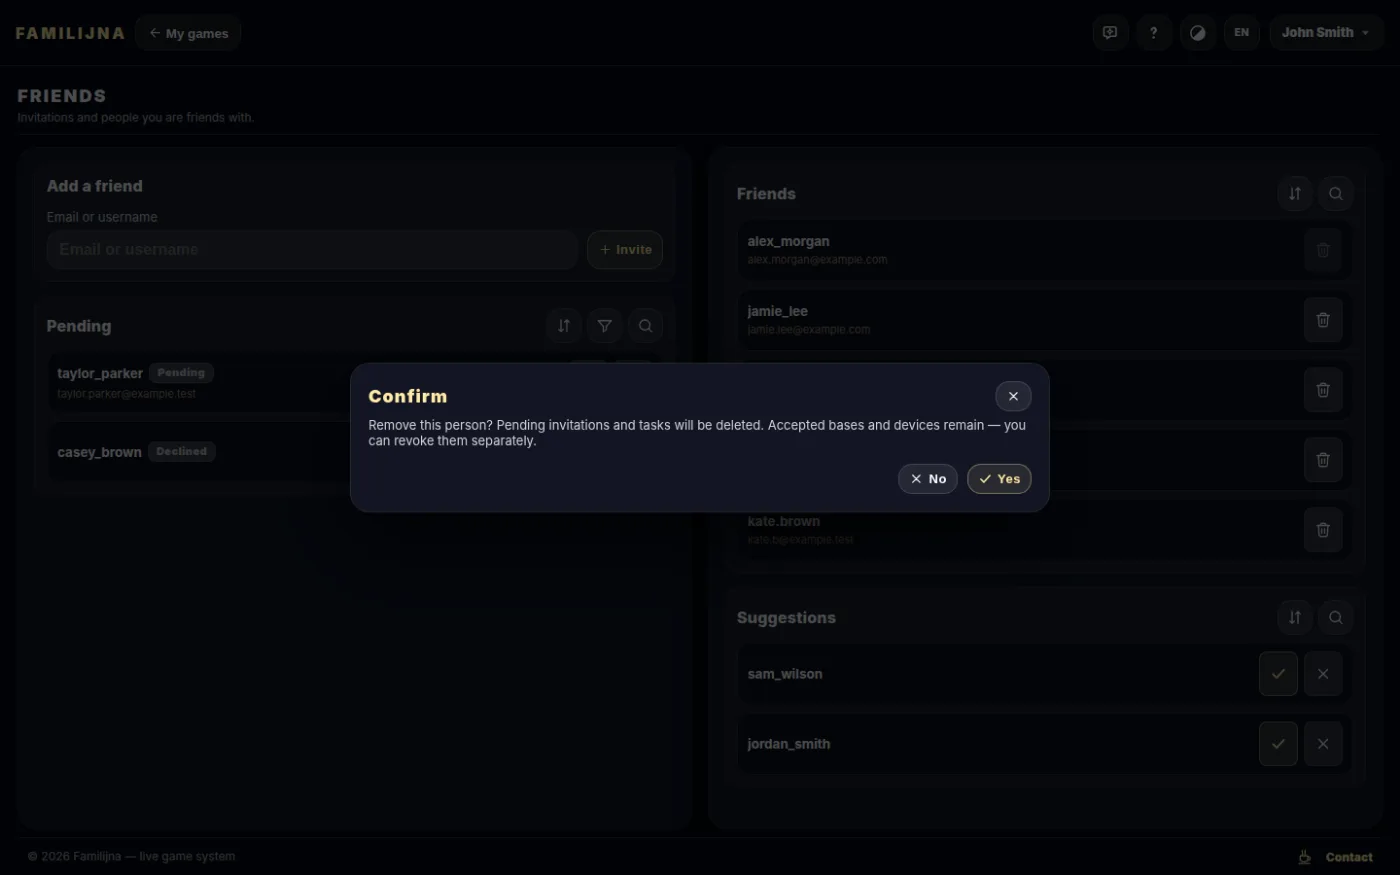 FAMILIJNA
← My games
?
EN
John Smith
FRIENDS
Invitations and people you are friends with.
Add a friend
Email or username
Email or username
+ Invite
Pending
taylor_parker Pending
taylor.parker@example.test
casey_brown Declined
Friends
alex_morgan
alex.morgan@example.com
jamie_lee
jamie.lee@example.com
kate.brown
kate.b@example.test
Confirm
Remove this person? Pending invitations and tasks will be deleted. Accepted bases and devices remain — you
can revoke them separately.
No
Yes
Suggestions
sam_wilson
jordan_smith
© 2026 Familijna — live game system
Contact